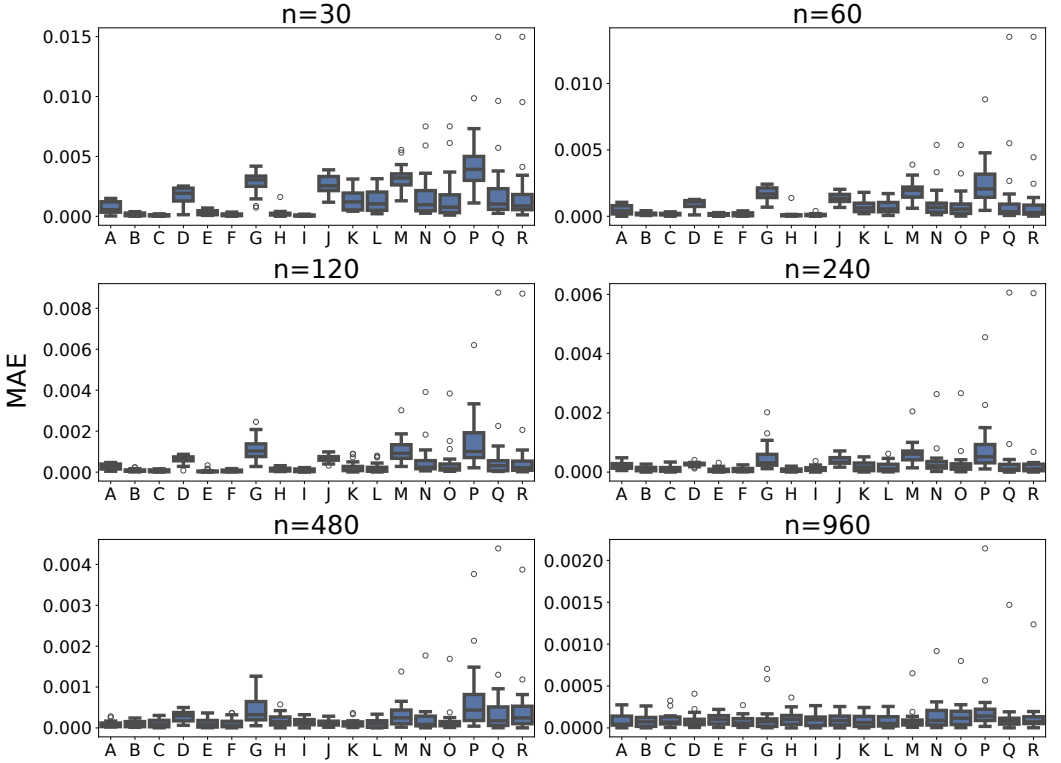 n=30
0.015
0.010
0.005
0.000
A B C D E F G H I J K L M N O P Q R
n=60
0.010
0.005
0.000
A B C D E F G H I J K L M N O P Q R
MAE
n=120
0.008
0.006
0.004
0.002
0.000
A B C D E F G H I J K L M N O P Q R
n=240
0.006
0.004
0.002
0.000
A B C D E F G H I J K L M N O P Q R
n=480
0.004
0.003
0.002
0.001
0.000
A B C D E F G H I J K L M N O P Q R
n=960
0.0020
0.0015
0.0010
0.0005
0.0000
A B C D E F G H I J K L M N O P Q R